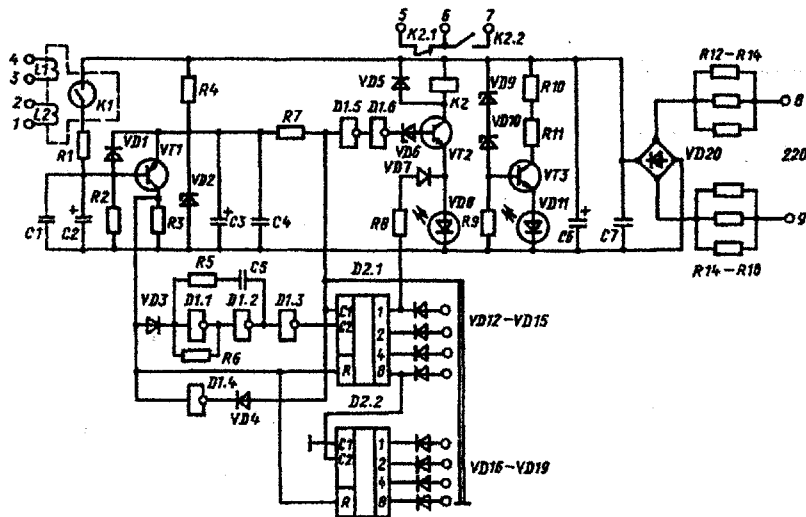 5 6 7
K2.1 K2.2
4
3
2
1
L1
L2
K1
R1
R4
VD5
K2
VD9
R10
R12-R14
8
R7
D1.5 D1.6
VD6
VT2
VD10
R11
VD20
220
VD1
VT1
VD2
VD7
VT3
VD11
9
C1
C2
R2
R3
C3
C4
R8
VD8
R9
C6
C7
R14-R18
R5
C5
D2.1
VD3
D1.1
D1.2
D1.3
C1
C2
R
1
2
4
8
VD12-VD15
R6
D1.4
VD4
D2.2
C1
C2
R
1
2
4
8
VD16-VD19